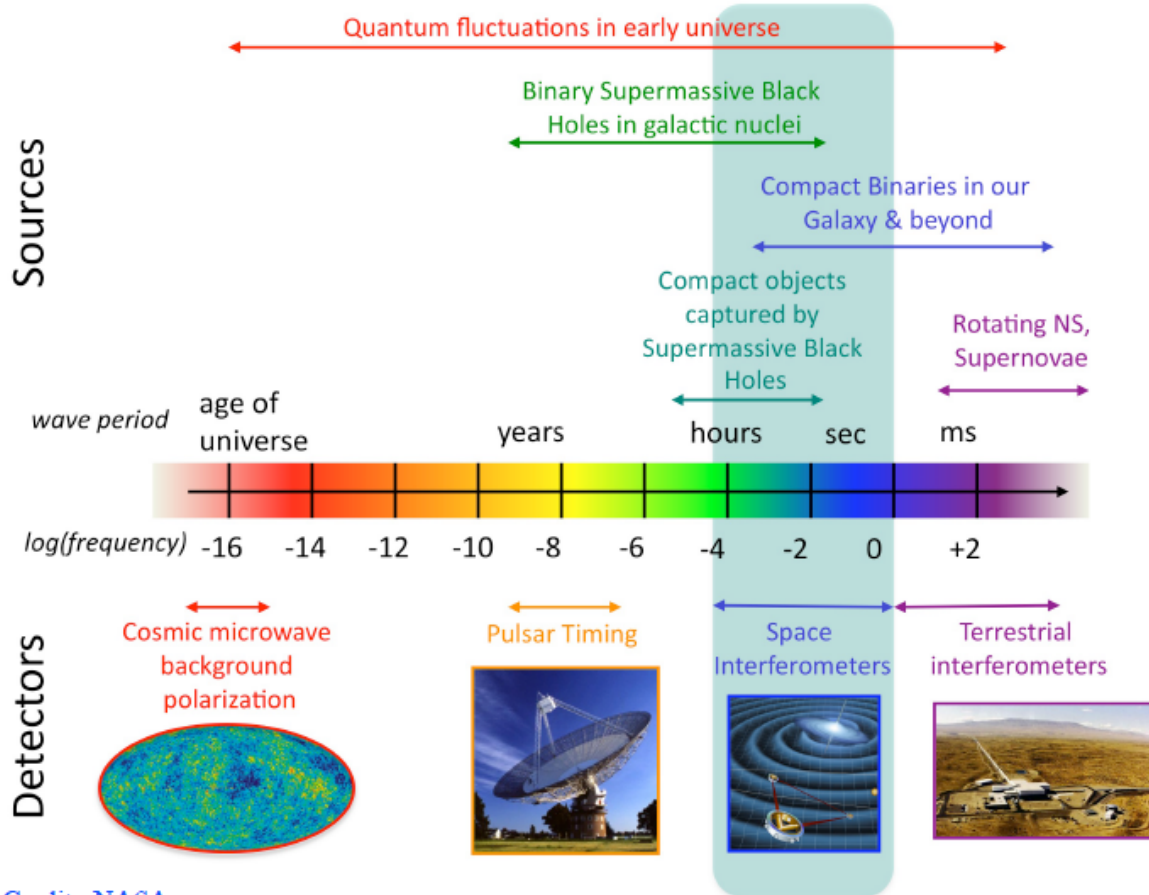 Quantum fluctuations in early universe
Binary Supermassive Black
Holes in galactic nuclei
Compact Binaries in our
Galaxy & beyond
Compact objects
captured by
Supermassive Black
Holes
Rotating NS,
Supernovae
Sources
wave period
age of
universe
years
hours
sec
ms
log(frequency)
-16
-14
-12
-10
-8
-6
-4
-2
0
+2
Detectors
Cosmic microwave
background
polarization
Pulsar Timing
Space
Interferometers
Terrestrial
interferometers